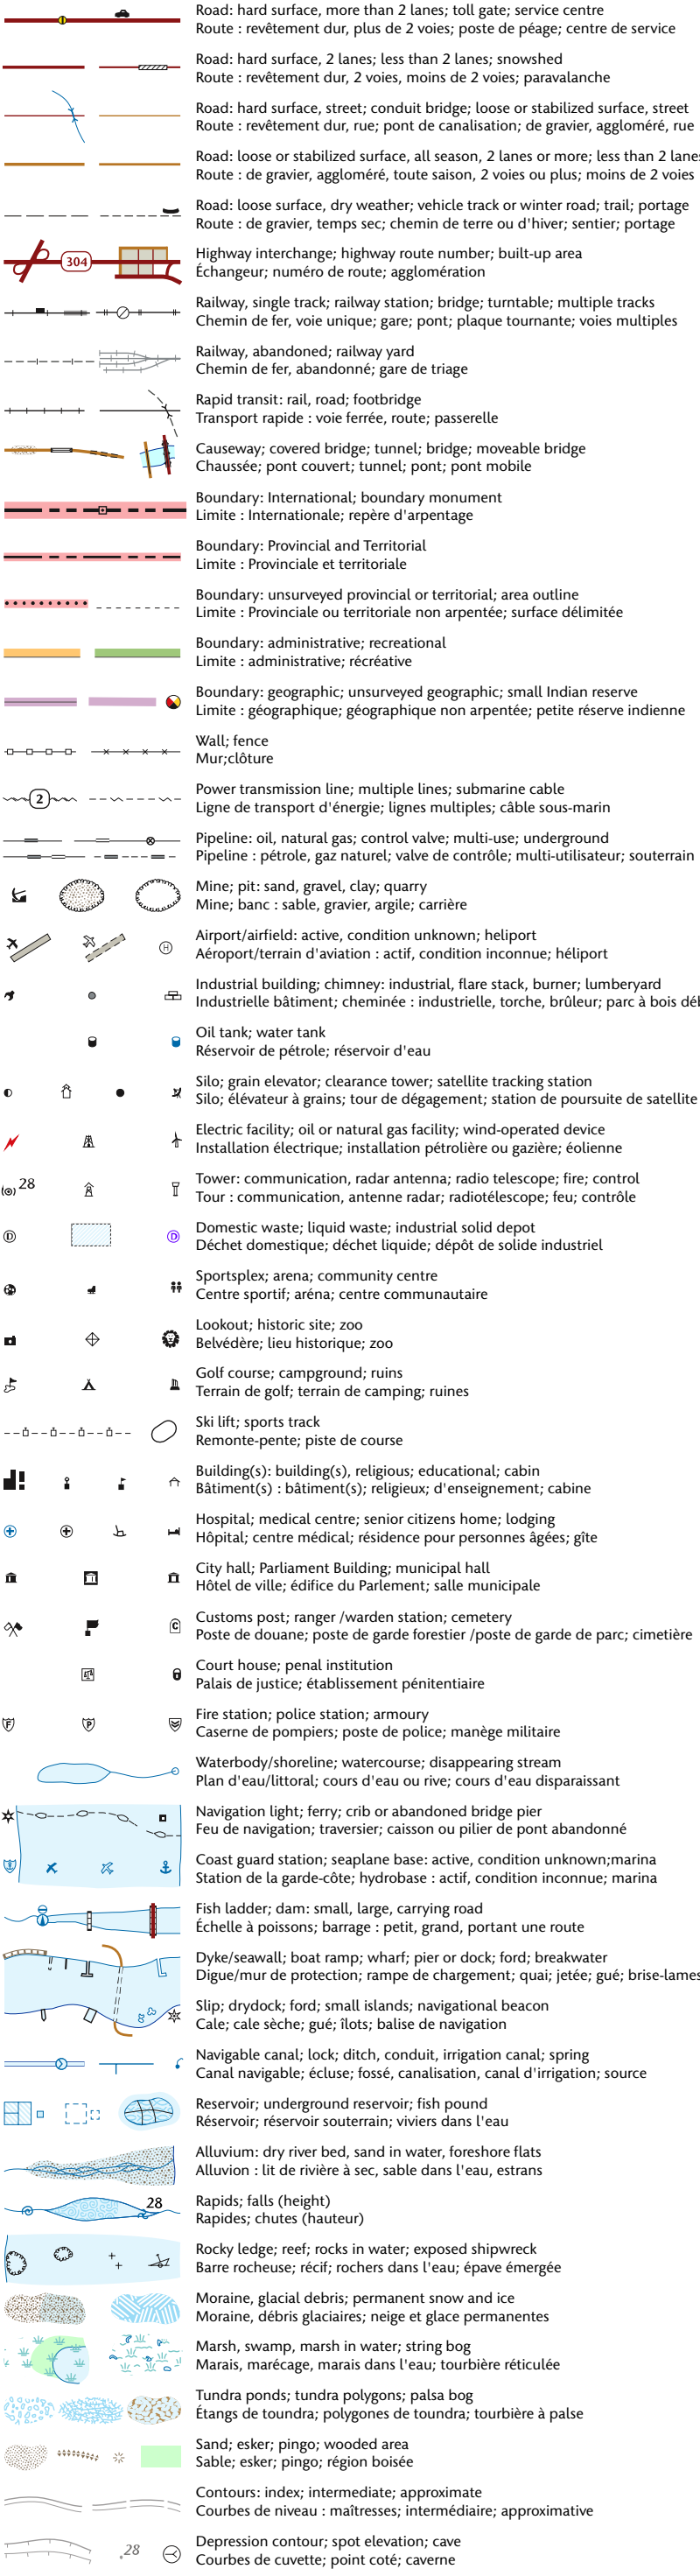 Road: hard surface, more than 2 lanes; toll gate; service centre
Route : revêtement dur, plus de 2 voies; poste de péage; centre de service
Road: hard surface, 2 lanes; less than 2 lanes; snowshed
Route : revêtement dur, 2 voies, moins de 2 voies; paravalanche
Road: hard surface, street; conduit bridge; loose or stabilized surface, street
Route : revêtement dur, rue; pont de canalisation; de gravier, aggloméré, rue
Road: loose or stabilized surface, all season, 2 lanes or more; less than 2 lanes
Route : de gravier, aggloméré, toute saison, 2 voies ou plus; moins de 2 voies
Road: loose surface, dry weather; vehicle track or winter road; trail; portage
Route : de gravier, temps sec; chemin de terre ou d'hiver; sentier; portage
304
Highway interchange; highway route number; built-up area
Échangeur; numéro de route; agglomération
Railway, single track; railway station; bridge; turntable; multiple tracks
Chemin de fer, voie unique; gare; pont; plaque tournante; voies multiples
Railway, abandoned; railway yard
Chemin de fer, abandonné; gare de triage
Rapid transit: rail, road; footbridge
Transport rapide : voie ferrée, route; passerelle
Causeway; covered bridge; tunnel; bridge; moveable bridge
Chaussée; pont couvert; tunnel; pont; pont mobile
Boundary: International; boundary monument
Limite : Internationale; repère d'arpentage
Boundary: Provincial and Territorial
Limite : Provinciale et territoriale
Boundary: unsurveyed provincial or territorial; area outline
Limite : Provinciale ou territoriale non arpentée; surface délimitée
Boundary: administrative; recreational
Limite : administrative; récréative
Boundary: geographic; unsurveyed geographic; small Indian reserve
Limite : géographique; géographique non arpentée; petite réserve indienne
Wall; fence
Mur;clôture
2
Power transmission line; multiple lines; submarine cable
Ligne de transport d'énergie; lignes multiples; câble sous-marin
Pipeline: oil, natural gas; control valve; multi-use; underground
Pipeline : pétrole, gaz naturel; valve de contrôle; multi-utilisateur; souterrain
Mine; pit: sand, gravel, clay; quarry
Mine; banc : sable, gravier, argile; carrière
H
Airport/airfield: active, condition unknown; heliport
Aéroport/terrain d'aviation : actif, condition inconnue; héliport
Industrial building; chimney: industrial, flare stack, burner; lumberyard
Industrielle bâtiment; cheminée : industrielle, torche, brûleur; parc à bois dé
Oil tank; water tank
Réservoir de pétrole; réservoir d'eau
Silo; grain elevator; clearance tower; satellite tracking station
Silo; élévateur à grains; tour de dégagement; station de poursuite de satellite
Electric facility; oil or natural gas facility; wind-operated device
Installation électrique; installation pétrolière ou gazière; éolienne
28
Tower: communication, radar antenna; radio telescope; fire; control
Tour : communication, antenne radar; radiotélescope; feu; contrôle
D
D
Domestic waste; liquid waste; industrial solid depot
Déchet domestique; déchet liquide; dépôt de solide industriel
Sportsplex; arena; community centre
Centre sportif; aréna; centre communautaire
Lookout; historic site; zoo
Belvédère; lieu historique; zoo
Golf course; campground; ruins
Terrain de golf; terrain de camping; ruines
Ski lift; sports track
Remonte-pente; piste de course
Building(s): building(s), religious; educational; cabin
Bâtiment(s) : bâtiment(s); religieux; d'enseignement; cabine
Hospital; medical centre; senior citizens home; lodging
Hôpital; centre médical; résidence pour personnes âgées; gîte
City hall; Parliament Building; municipal hall
Hôtel de ville; édifice du Parlement; salle municipale
C
Customs post; ranger /warden station; cemetery
Poste de douane; poste de garde forestier /poste de garde de parc; cimetière
Court house; penal institution
Palais de justice; établissement pénitentiaire
F
P
Fire station; police station; armoury
Caserne de pompiers; poste de police; manège militaire
Waterbody/shoreline; watercourse; disappearing stream
Plan d'eau/littoral; cours d'eau ou rive; cours d'eau disparaissant
Navigation light; ferry; crib or abandoned bridge pier
Feu de navigation; traversier; caisson ou pilier de pont abandonné
Coast guard station; seaplane base: active, condition unknown;marina
Station de la garde-côte; hydrobase : actif, condition inconnue; marina
Fish ladder; dam: small, large, carrying road
Échelle à poissons; barrage : petit, grand, portant une route
Dyke/seawall; boat ramp; wharf; pier or dock; ford; breakwater
Digue/mur de protection; rampe de chargement; quai; jetée; gué; brise-lames
Slip; drydock; ford; small islands; navigational beacon
Cale; cale sèche; gué; îlots; balise de navigation
Navigable canal; lock; ditch, conduit, irrigation canal; spring
Canal navigable; écluse; fossé, canalisation, canal d'irrigation; source
Reservoir; underground reservoir; fish pound
Réservoir; réservoir souterrain; viviers dans l'eau
Alluvium: dry river bed, sand in water, foreshore flats
Alluvion : lit de rivière à sec, sable dans l'eau, estrans
28
Rapids; falls (height)
Rapides; chutes (hauteur)
Rocky ledge; reef; rocks in water; exposed shipwreck
Barre rocheuse; récif; rochers dans l'eau; épave émergée
Moraine, glacial debris; permanent snow and ice
Moraine, débris glaciaires; neige et glace permanentes
Marsh, swamp, marsh in water; string bog
Marais, marécage, marais dans l'eau; tourbière réticulée
Tundra ponds; tundra polygons; palsa bog
Étangs de toundra; polygones de toundra; tourbière à palse
Sand; esker; pingo; wooded area
Sable; esker; pingo; région boisée
Contours: index; intermediate; approximate
Courbes de niveau : maîtresses; intermédiaire; approximative
.28
Depression contour; spot elevation; cave
Courbes de cuvette; point coté; caverne